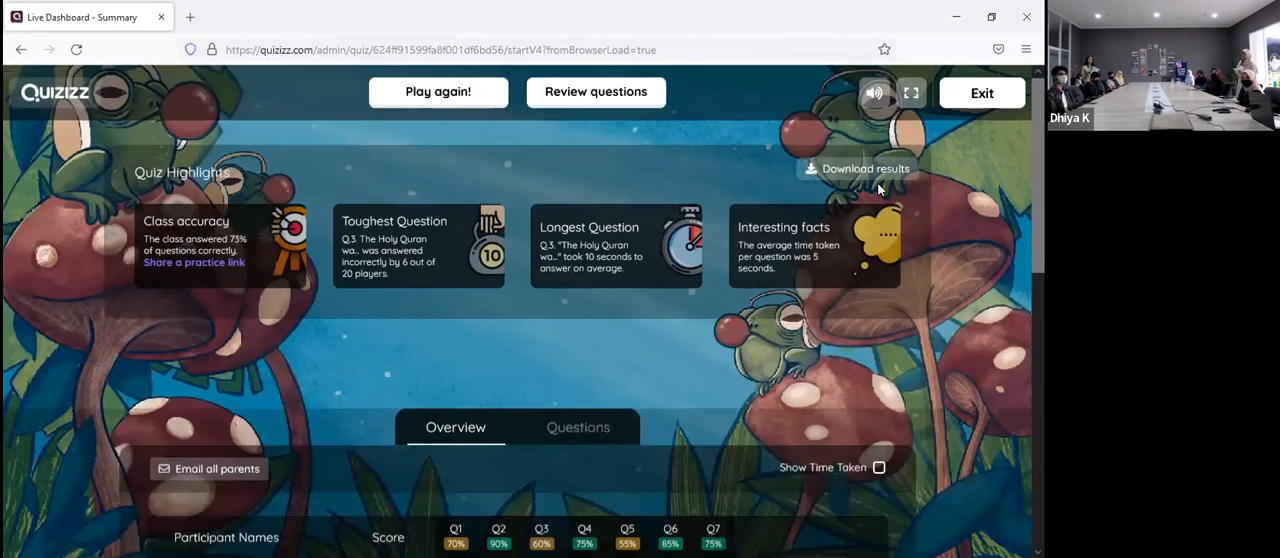 Live Dashboard - Summary
https://quizizz.com/admin/quiz/624ff91599fa8f001df6bd56/startV4?fromBrowserLoad=true
Quizizz
Play again!
Review questions
Exit
Dhiya K
Quiz Highlights
Download results
Class accuracy
The class answered 73%
of questions correctly.
Share a practice link
Toughest Question
Q.3. The Holy Quran
wa... was answered
incorrectly by 6 out of
20 players.
10
Longest Question
Q.3. "The Holy Quran
wa..." took 10 seconds to
answer on average.
Interesting facts
The average time taken
per question was 5
seconds.
Overview
Questions
Email all parents
Show Time Taken
Participant Names
Score
Q1
Q2
Q3
Q4
Q5
Q6
Q7
70%
90%
60%
75%
55%
85%
75%